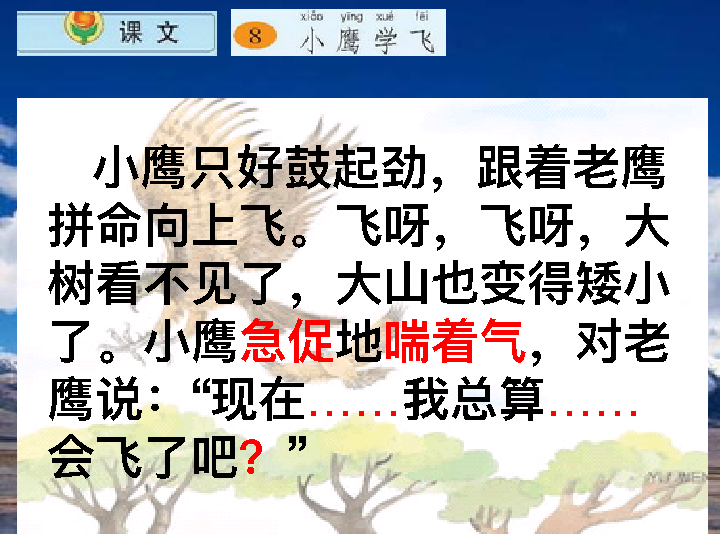 课 文
xiǎo yīng xué fēi
8 小 鹰 学 飞
小鹰只好鼓起劲，跟着老鹰
拼命向上飞。飞呀，飞呀，大
树看不见了，大山也变得矮小
了。小鹰急促地喘着气，对老
鹰说：“现在……我总算……
会飞了吧？”
YU WEN